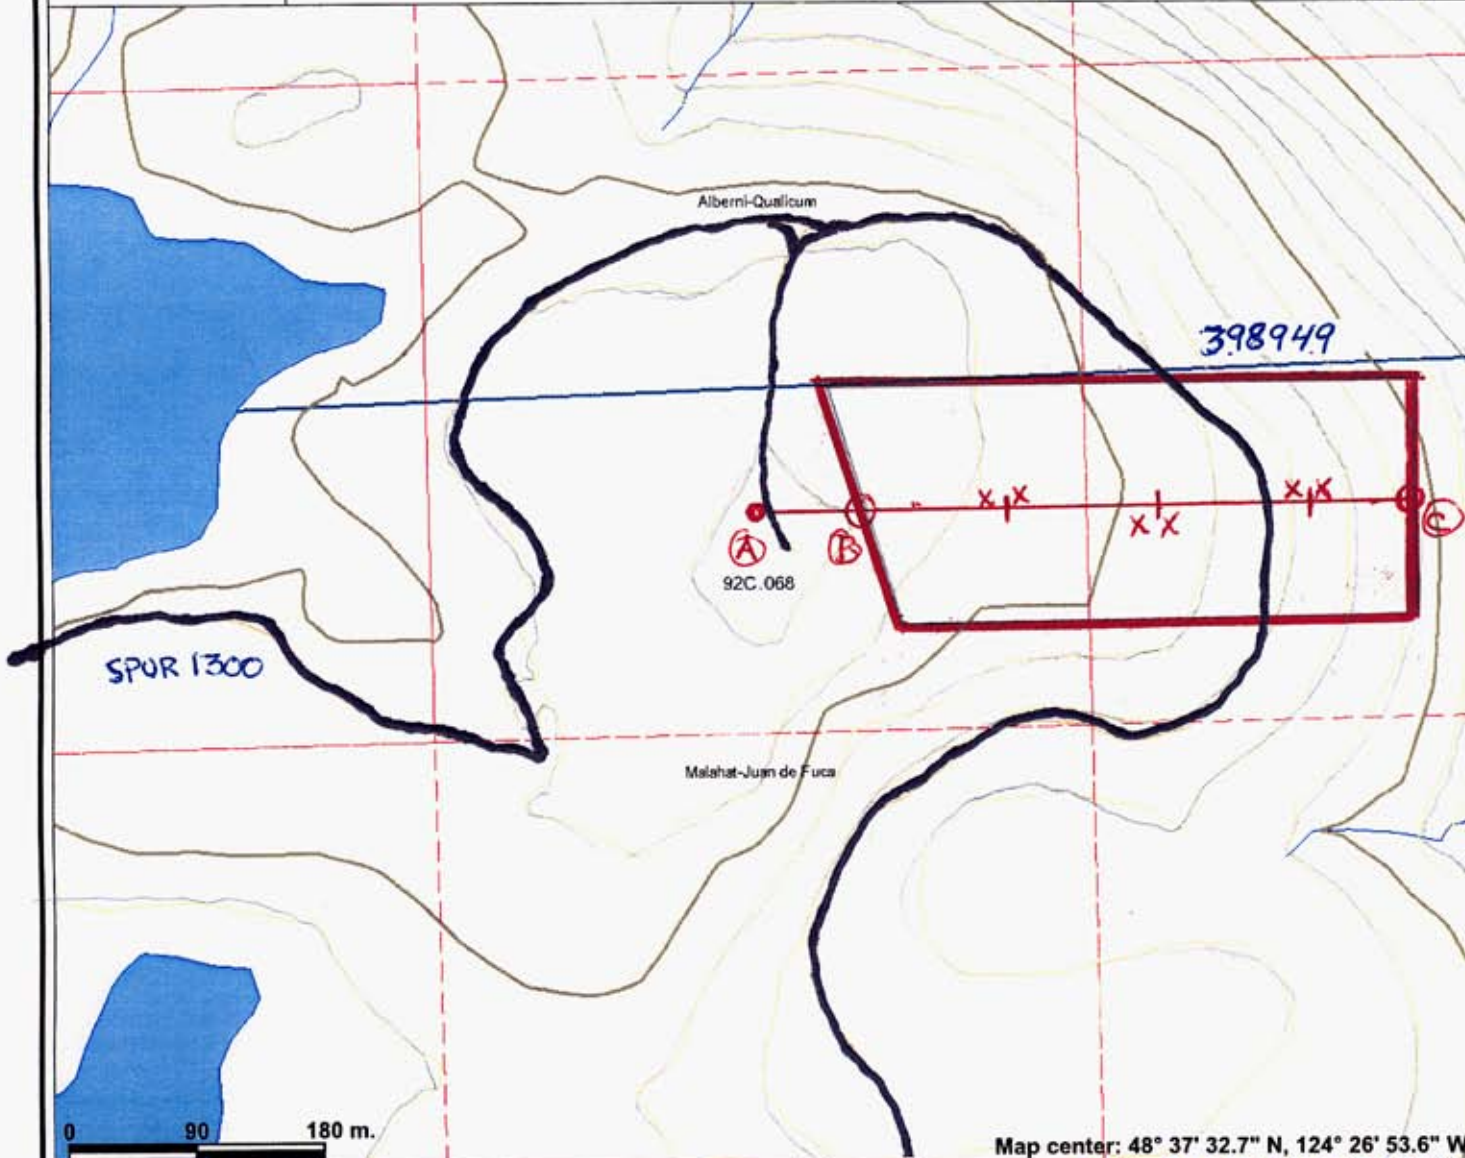 Alberni-Qualicum
398949
X X
X X
X X
A
B
C
92C.068
SPUR 1300
Malahat-Juan de Fuca
0 90 180 m.
Map center: 48° 37' 32.7" N, 124° 26' 53.6" W